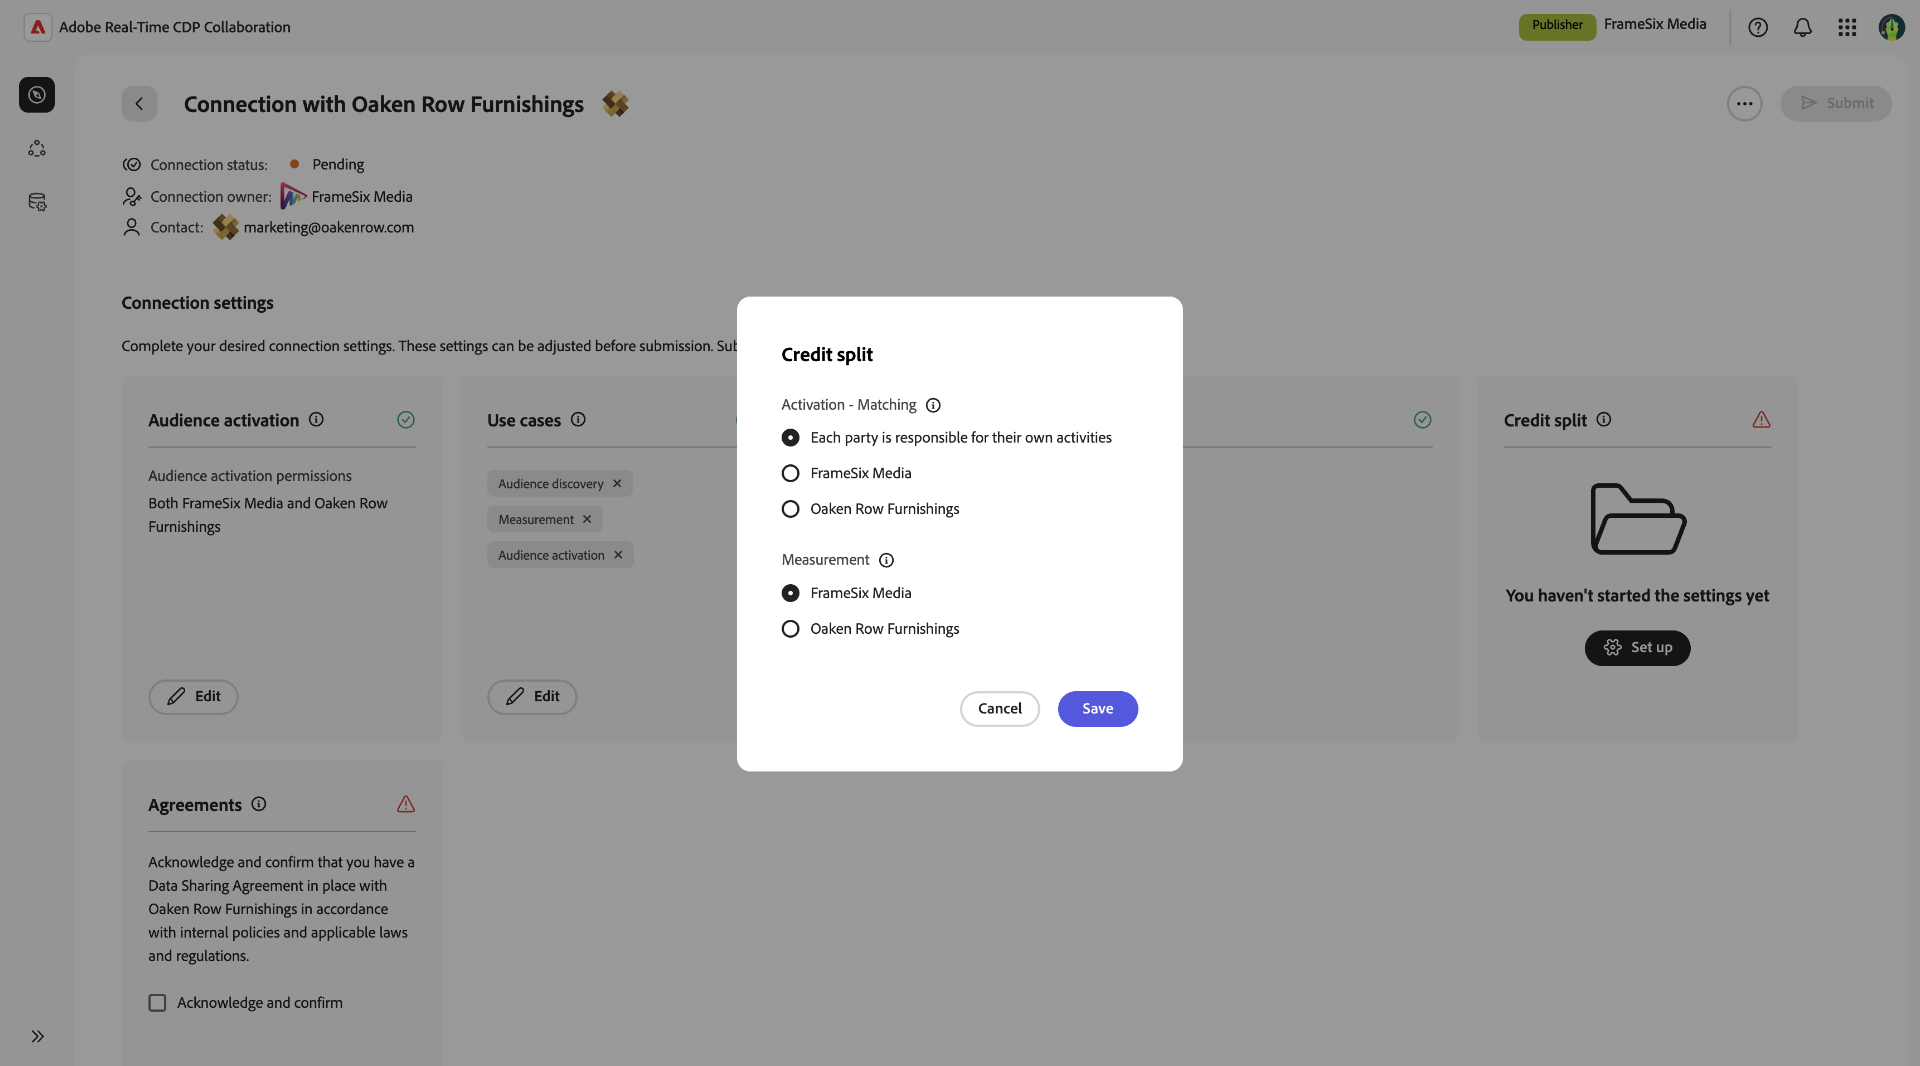 Adobe Real-Time CDP Collaboration
Publisher
FrameSix Media
Connection with Oaken Row Furnishings
Submit
Connection status:
Pending
Connection owner:
FrameSix Media
Contact:
marketing@oakenrow.com
Connection settings
Complete your desired connection settings. These settings can be adjusted before submission. Sub
Audience activation
Audience activation permissions
Both FrameSix Media and Oaken Row
Furnishings
Edit
Use cases
Audience discovery
Measurement
Audience activation
Edit
Credit split
Activation - Matching
Each party is responsible for their own activities
FrameSix Media
Oaken Row Furnishings
Measurement
FrameSix Media
Oaken Row Furnishings
Cancel
Save
Credit split
You haven't started the settings yet
Set up
Agreements
Acknowledge and confirm that you have a
Data Sharing Agreement in place with
Oaken Row Furnishings in accordance
with internal policies and applicable laws
and regulations.
Acknowledge and confirm